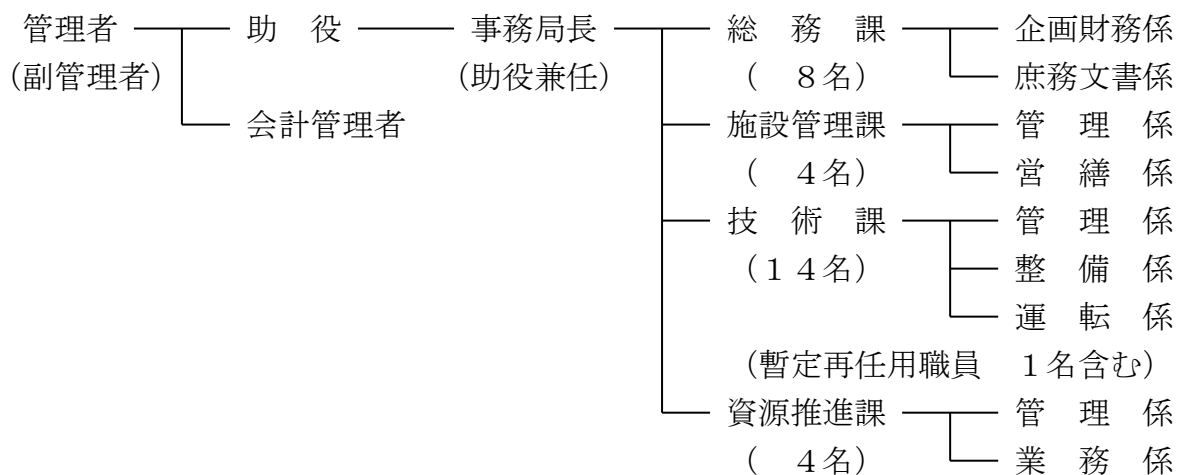 管理者 助　役 事務局長 総　務　課 企画財務係
(副管理者) (助役兼任) (　８名) 庶務文書係
会計管理者 施設管理課 管　理　係
(　４名) 営　繕　係
技　術　課 管　理　係
(１４名) 整　備　係
運　転　係
(暫定再任用職員　１名含む)
資源推進課 管　理　係
(　４名) 業　務　係